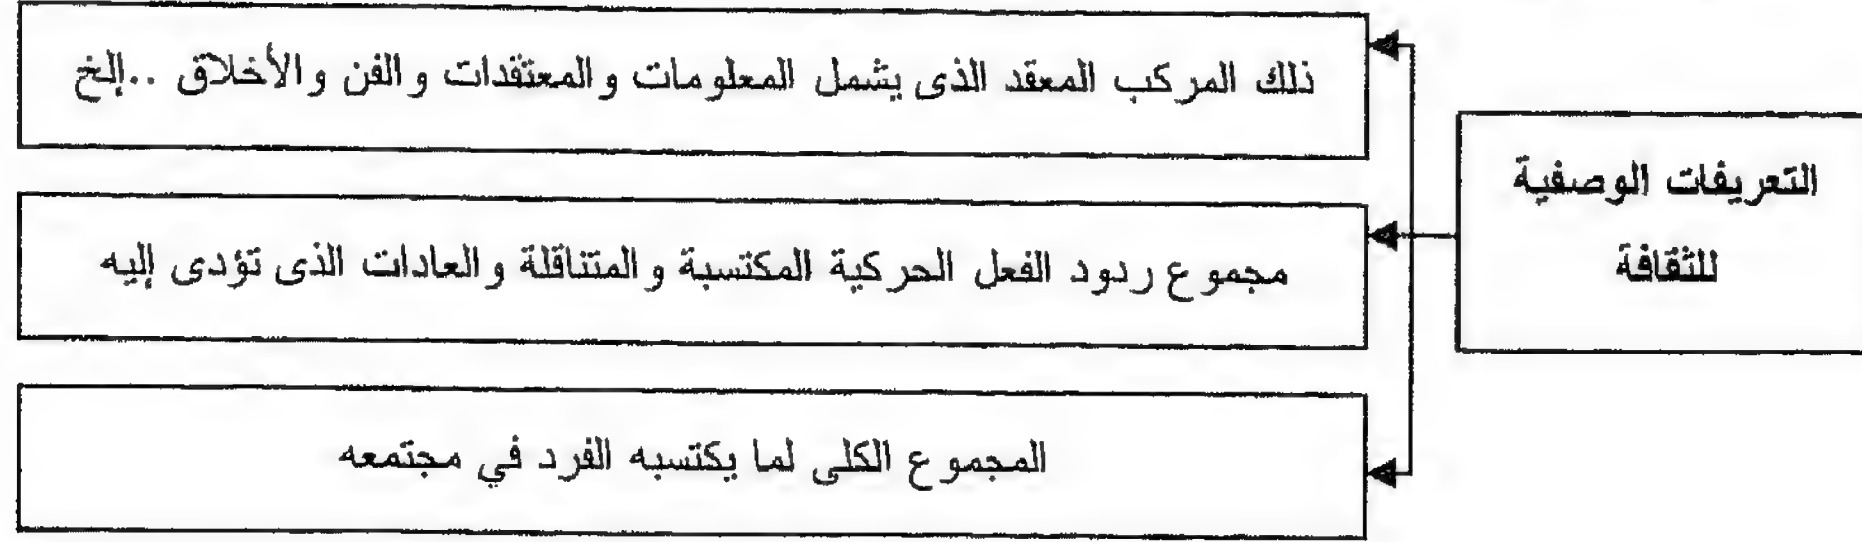 التعريفات الوصفية
للثقافة
ذلك المركب المعقد الذى يشمل المعلومات والمعتقدات والفن والأخلاق ..إلخ
مجموع ردود الفعل الحركية المكتسبة والمتناقلة والعادات الذى تؤدى إليه
المجموع الكلى لما يكتسبه الفرد في مجتمعه